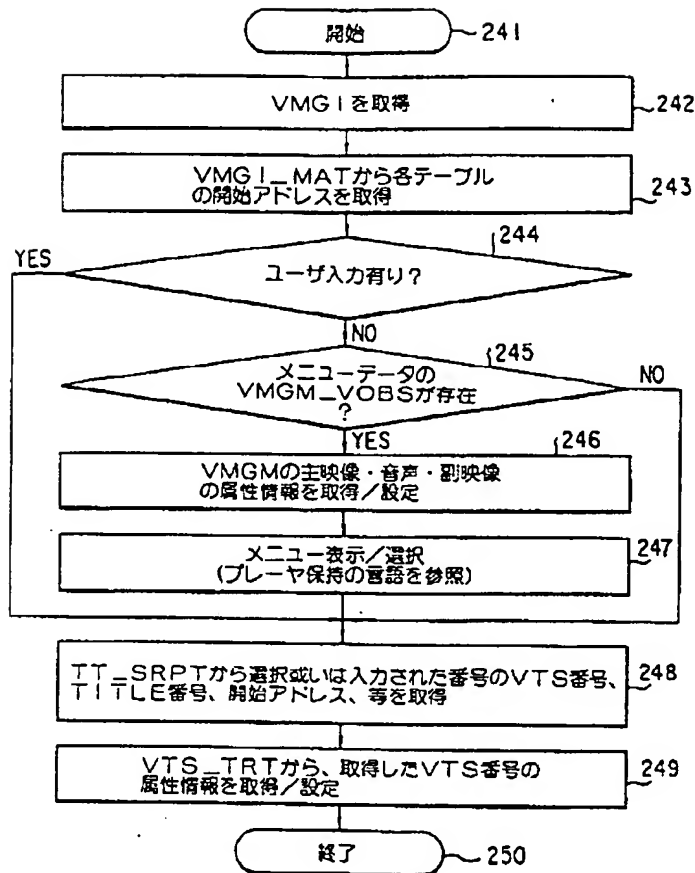 開始
241
VMGIを取得
242
VMGI_MATから各テーブル
の開始アドレスを取得
243
244
YES
ユーザ入力有り?
NO
245
メニューデータの
VMGM_VOBSが存在
?
NO
YES
246
VMGMの主映像・音声・副映像
の属性情報を取得/設定
メニュー表示/選択
(プレーヤ保持の言語を参照)
247
TT_SRPTから選択或いは入力された番号のVTS番号、
TITLE番号、開始アドレス、等を取得
248
VTS_TRTから、取得したVTS番号の
属性情報を取得/設定
249
終了
250